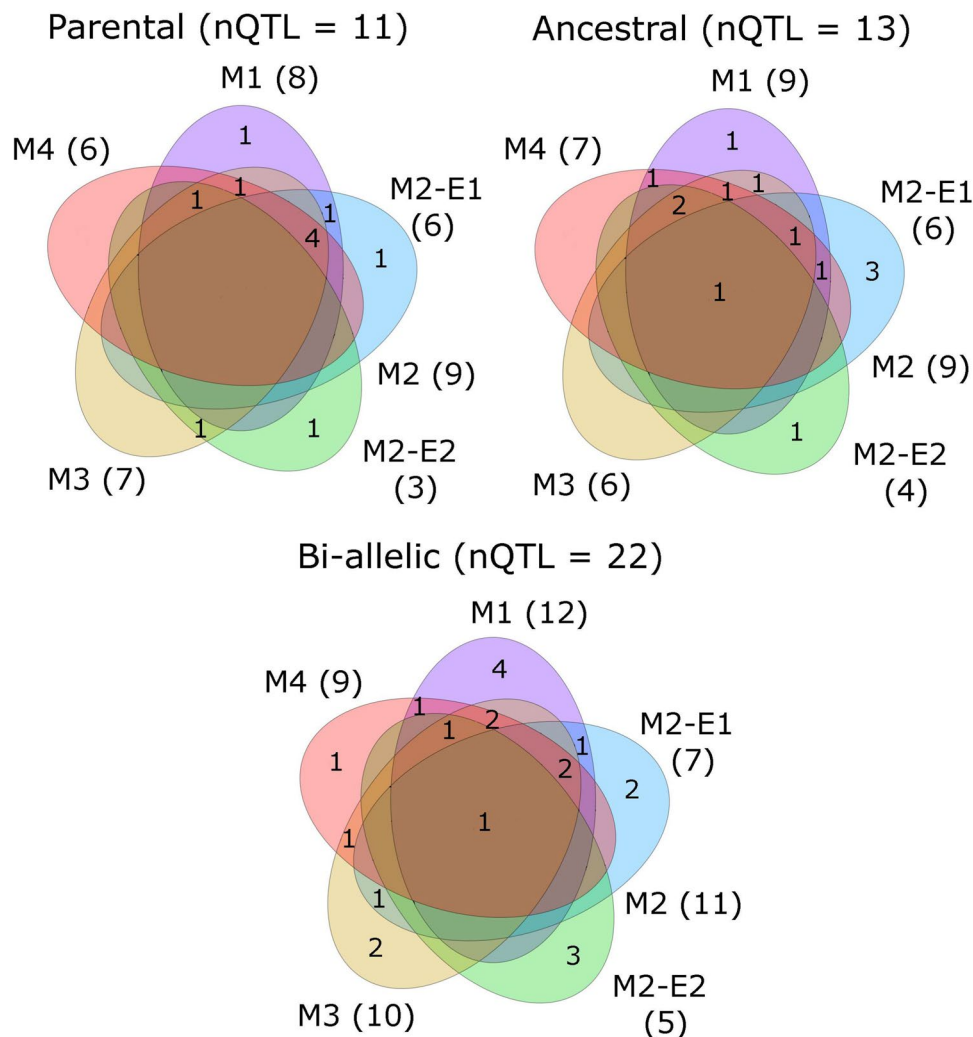 Parental (nQTL = 11)
M1 (8)
M4 (6)
M2-E1
(6)
M2 (9)
M2-E2
(3)
M3 (7)
1
1
1
1
4
1
1
1
Ancestral (nQTL = 13)
M1 (9)
M4 (7)
M2-E1
(6)
M2 (9)
M2-E2
(4)
M3 (6)
1
1
1
1
2
1
1
3
1
1
Bi-allelic (nQTL = 22)
M1 (12)
M4 (9)
M2-E1
(7)
M2 (11)
M2-E2
(5)
M3 (10)
4
1
2
1
1
1
2
2
1
1
1
2
3